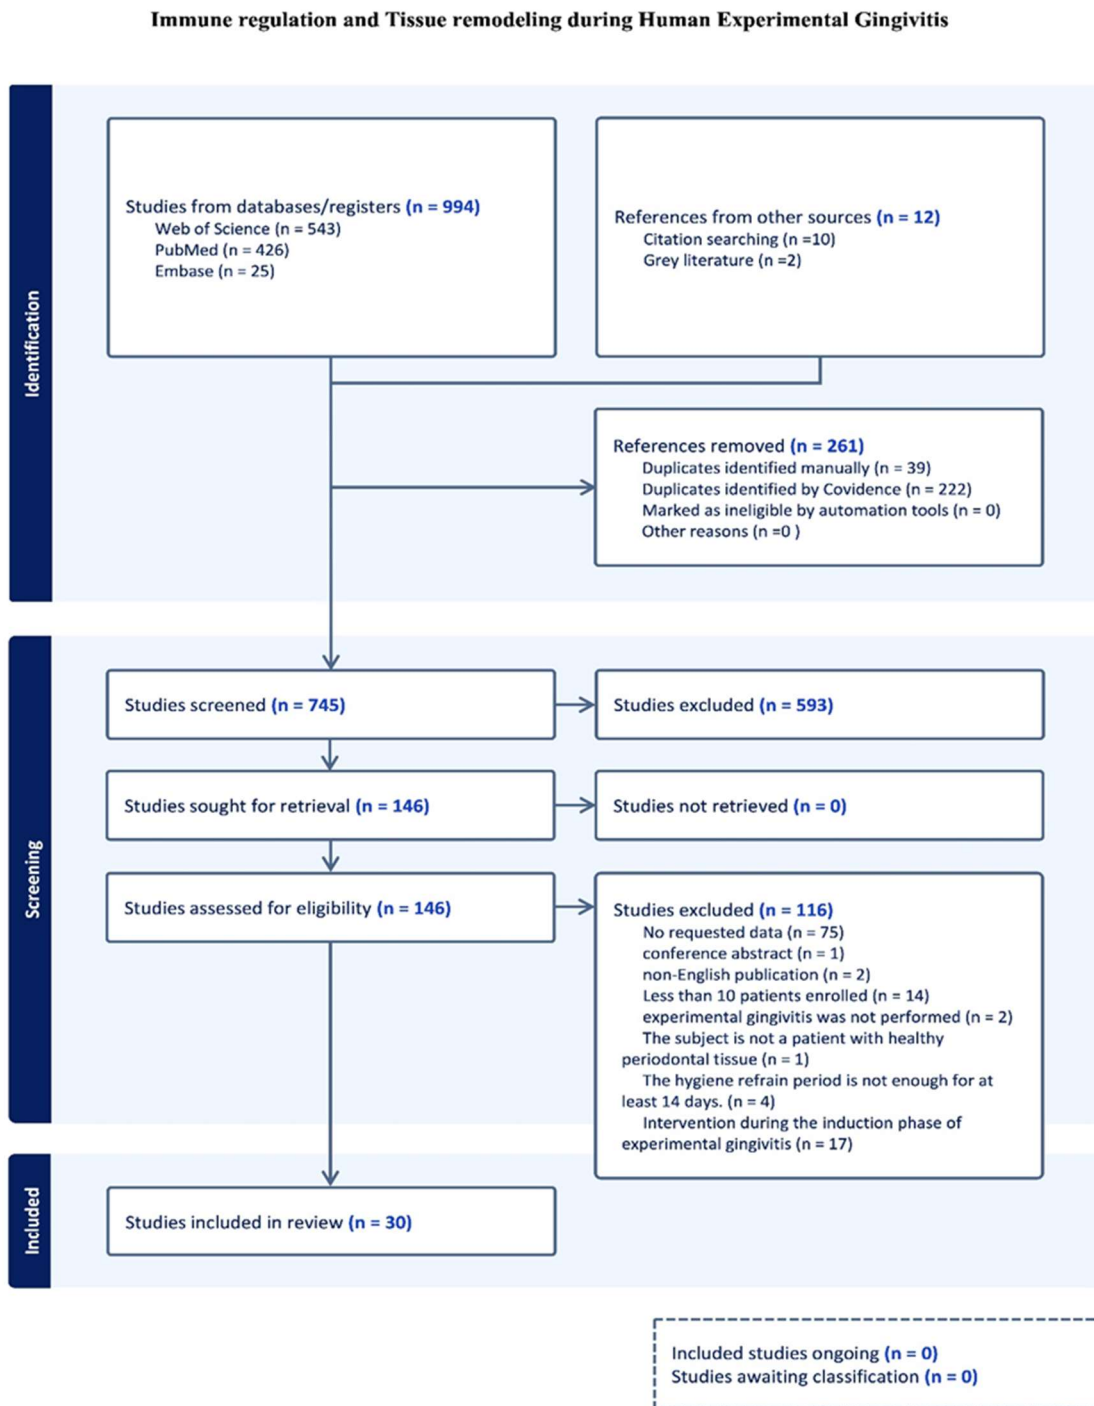 Immune regulation and Tissue remodeling during Human Experimental Gingivitis
Identification
Studies from databases/registers (n = 994)
Web of Science (n = 543)
PubMed (n = 426)
Embase (n = 25)
References from other sources (n = 12)
Citation searching (n =10)
Grey literature (n =2)
References removed (n = 261)
Duplicates identified manually (n = 39)
Duplicates identified by Covidence (n = 222)
Marked as ineligible by automation tools (n = 0)
Other reasons (n =0 )
Screening
Studies screened (n = 745)
Studies excluded (n = 593)
Studies sought for retrieval (n = 146)
Studies not retrieved (n = 0)
Studies assessed for eligibility (n = 146)
Studies excluded (n = 116)
No requested data (n = 75)
conference abstract (n = 1)
non-English publication (n = 2)
Less than 10 patients enrolled (n = 14)
experimental gingivitis was not performed (n = 2)
The subject is not a patient with healthy
periodontal tissue (n = 1)
The hygiene refrain period is not enough for at
least 14 days. (n = 4)
Intervention during the induction phase of
experimental gingivitis (n = 17)
Included
Studies included in review (n = 30)
Included studies ongoing (n = 0)
Studies awaiting classification (n = 0)